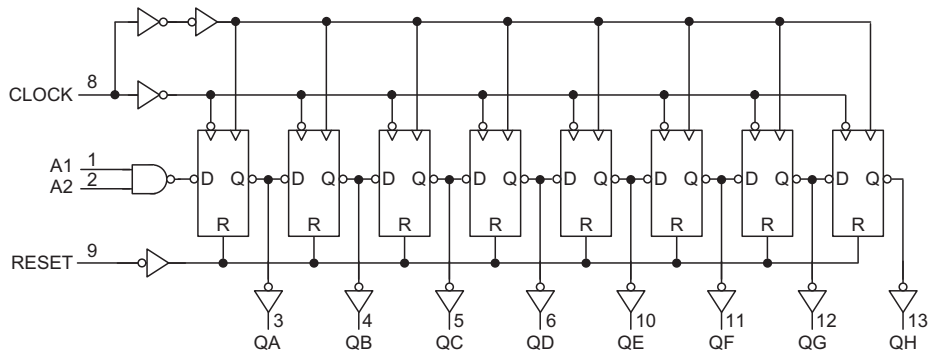 CLOCK 8
A1 1
A2 2
D Q D Q D Q D Q D Q D Q D Q D Q
R R R R R R R R
RESET 9
3 4 5 6 10 11 12 13
QA QB QC QD QE QF QG QH